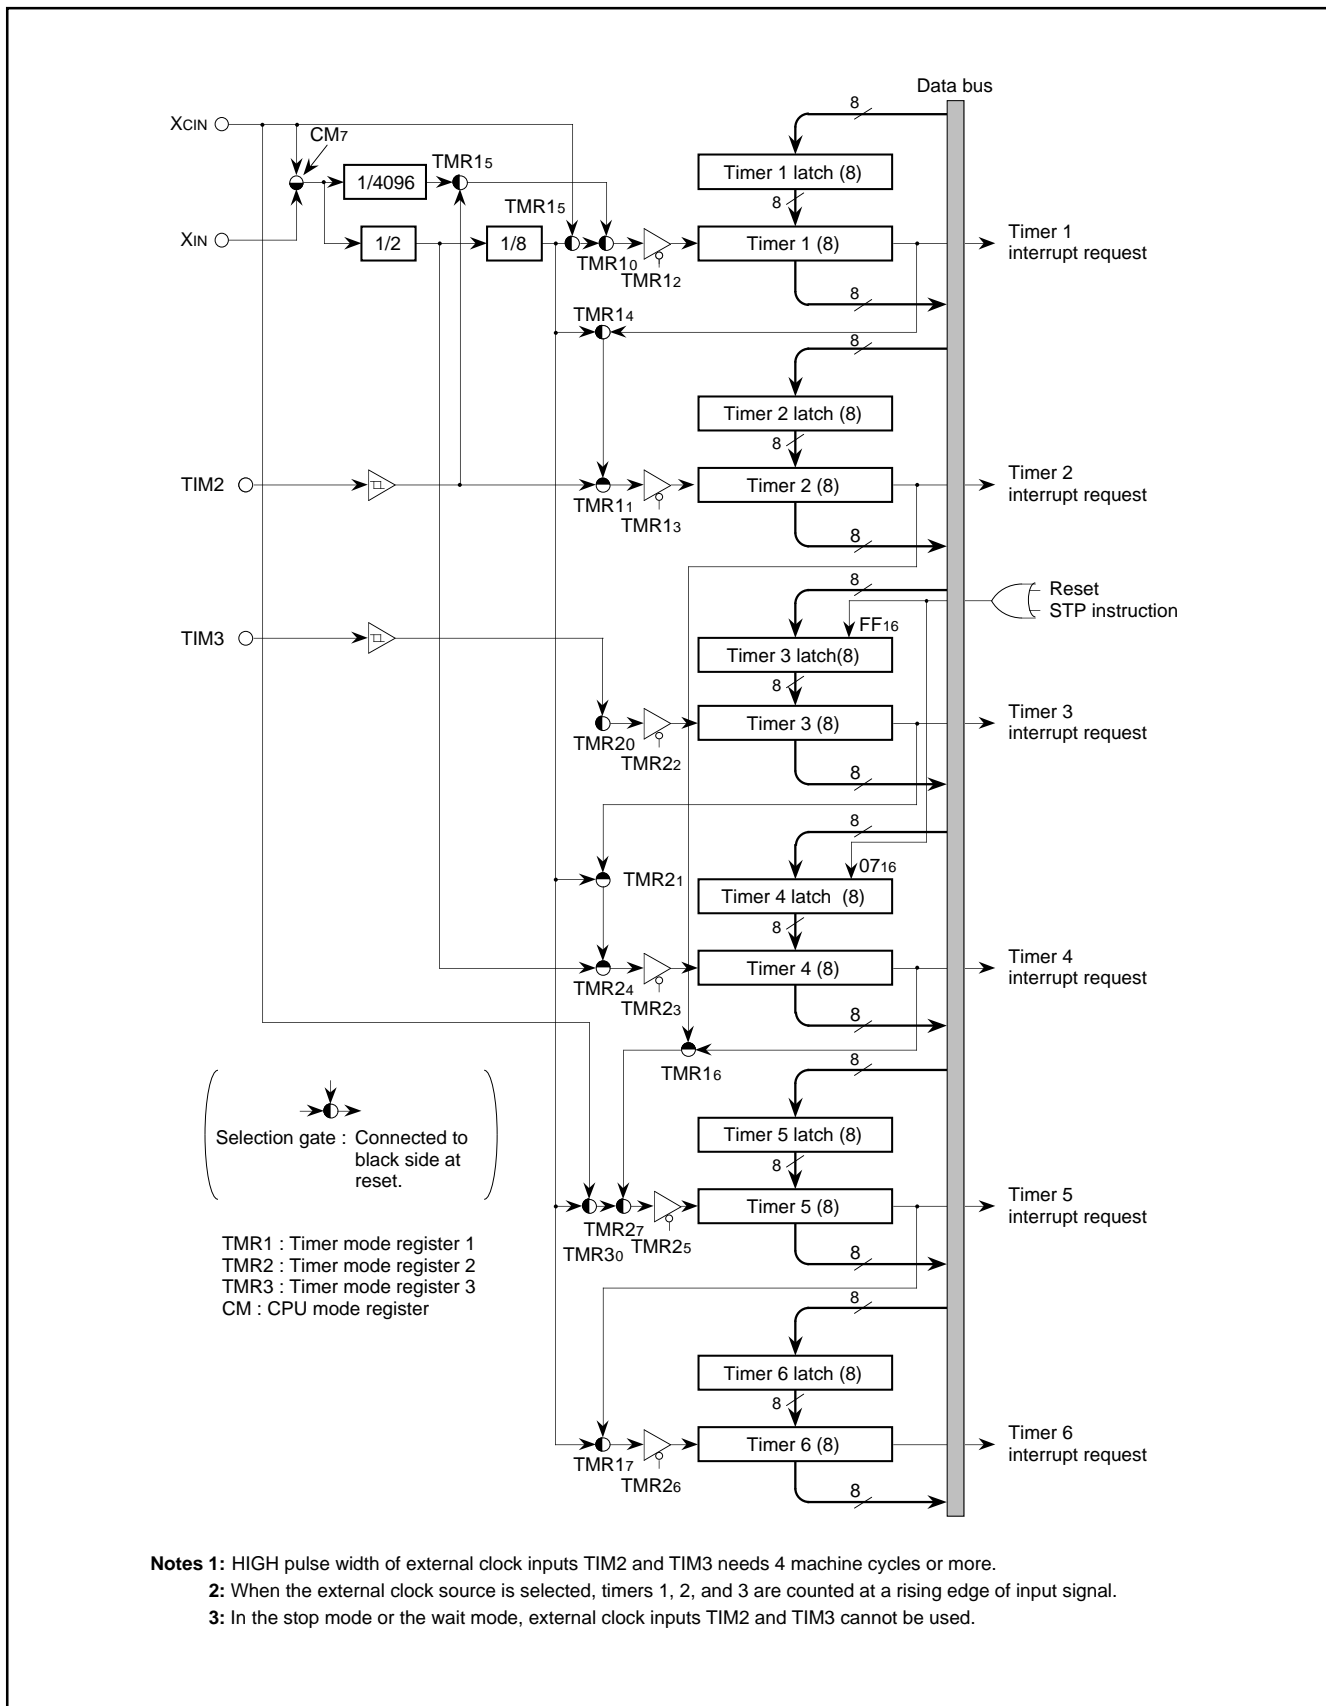 Data bus
8
XCIN
CM7
TMR15
Timer 1 latch (8)
1/4096
8
TMR15
XIN
1/2
1/8
Timer 1 (8)
Timer 1
interrupt request
TMR10
TMR12
8
TMR14
8
Timer 2 latch (8)
8
TIM2
Timer 2 (8)
Timer 2
interrupt request
TMR11
TMR13
8
8
Reset
STP instruction
FF16
TIM3
Timer 3 latch(8)
8
Timer 3 (8)
Timer 3
interrupt request
TMR20
TMR22
8
8
0716
TMR21
Timer 4 latch (8)
8
Timer 4 (8)
Timer 4
interrupt request
TMR24
TMR23
8
TMR16
8
Selection gate : Connected to
black side at
reset.
Timer 5 latch (8)
8
Timer 5 (8)
Timer 5
interrupt request
TMR27
TMR30
TMR25
8
TMR1 : Timer mode register 1
TMR2 : Timer mode register 2
TMR3 : Timer mode register 3
CM : CPU mode register
8
Timer 6 latch (8)
8
Timer 6 (8)
Timer 6
interrupt request
TMR17
TMR26
8
Notes 1: HIGH pulse width of external clock inputs TIM2 and TIM3 needs 4 machine cycles or more.
2: When the external clock source is selected, timers 1, 2, and 3 are counted at a rising edge of input signal.
3: In the stop mode or the wait mode, external clock inputs TIM2 and TIM3 cannot be used.